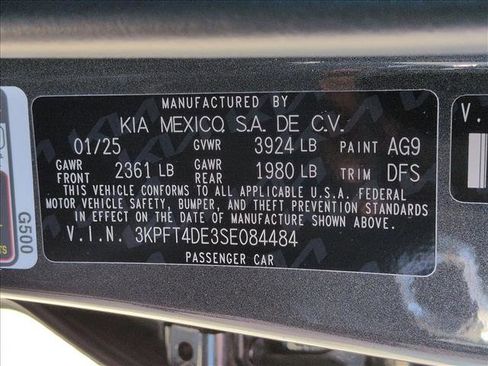 MANUFACTURED BY
KIA MEXICO, S.A. DE C.V.
01/25 GVWR 3924 LB PAINT AG9
GAWR FRONT 2361 LB GAWR REAR 1980 LB TRIM DFS
THIS VEHICLE CONFORMS TO ALL APPLICABLE U.S.A. FEDERAL
MOTOR VEHICLE SAFETY, BUMPER, AND THEFT PREVENTION STANDARDS
IN EFFECT ON THE DATE OF MANUFACTURE SHOWN ABOVE.
V.I.N. 3KPFT4DE3SE084484
PASSENGER CAR
G500
V.